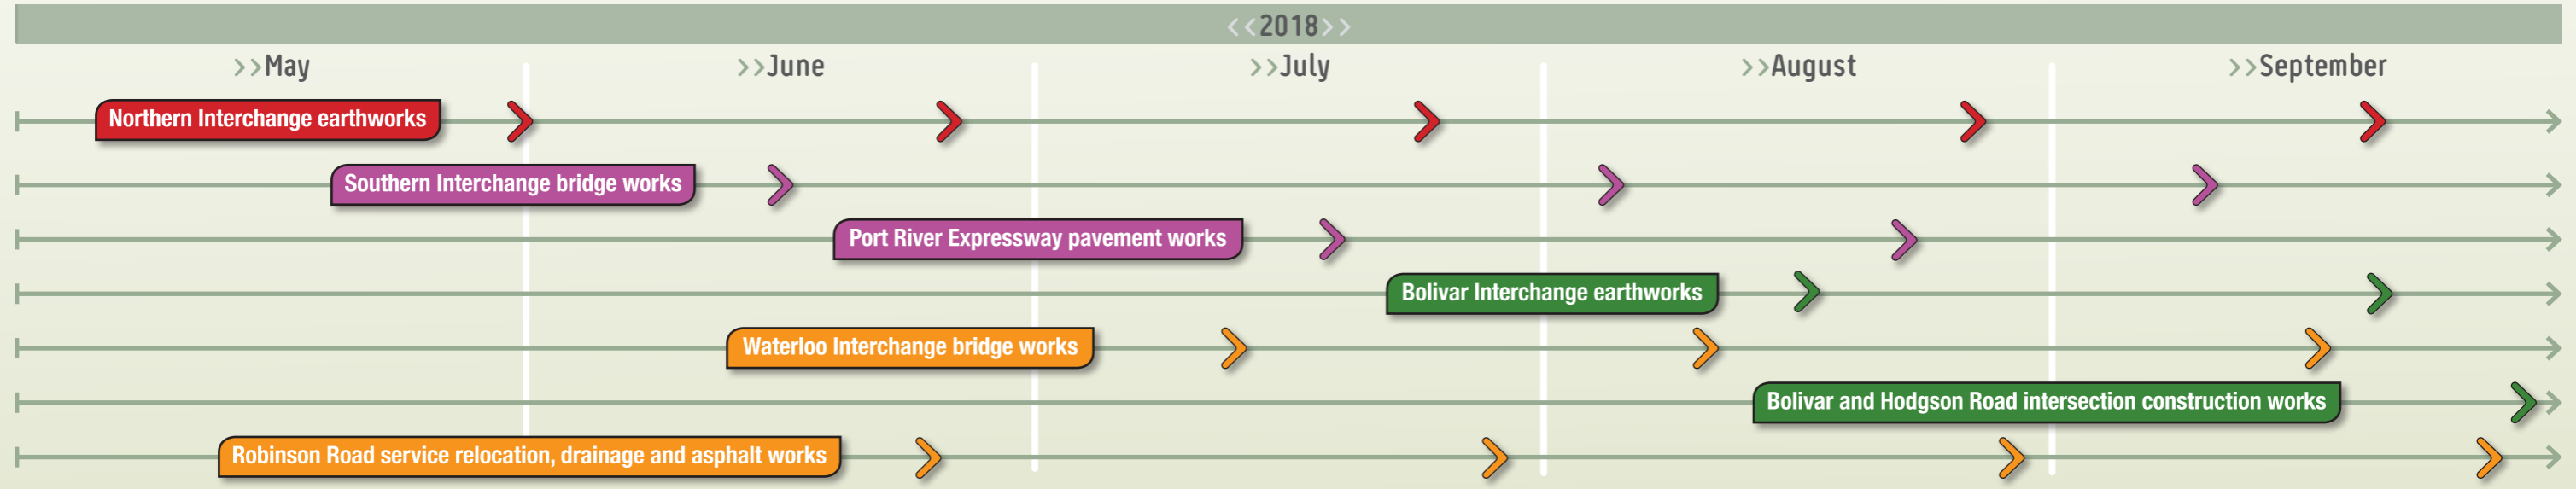 <<2018>>
>>May >>June >>July >>August >>September
Northern Interchange earthworks
Southern Interchange bridge works
Port River Expressway pavement works
Bolivar Interchange earthworks
Waterloo Interchange bridge works
Bolivar and Hodgson Road intersection construction works
Robinson Road service relocation, drainage and asphalt works